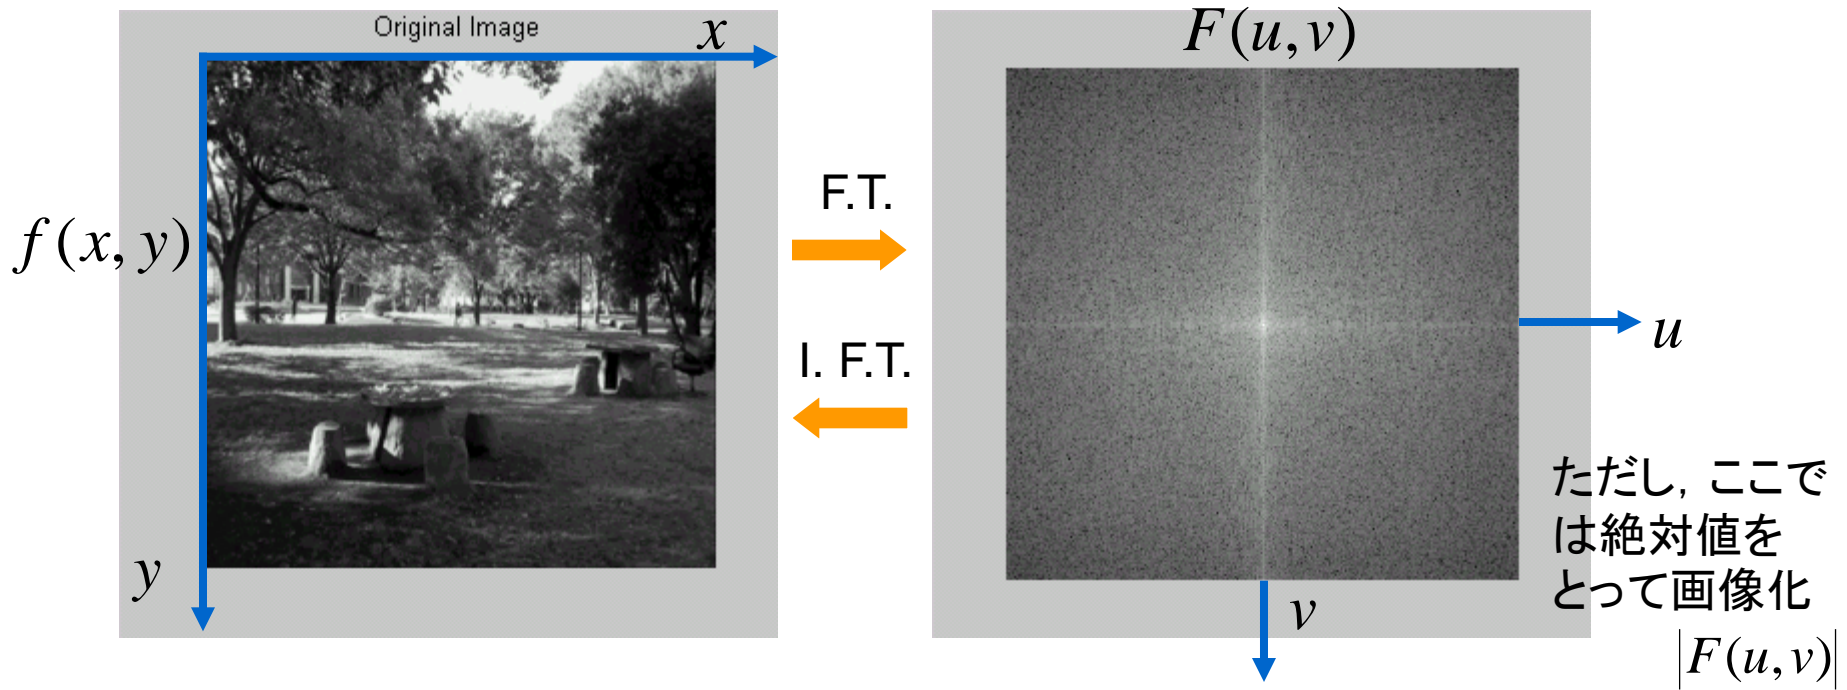 Original Image
x
f(x, y)
y
F.T.
I. F.T.
F(u, v)
u
v
ただし, ここで
は絶対値を
とって画像化
|F(u, v)|